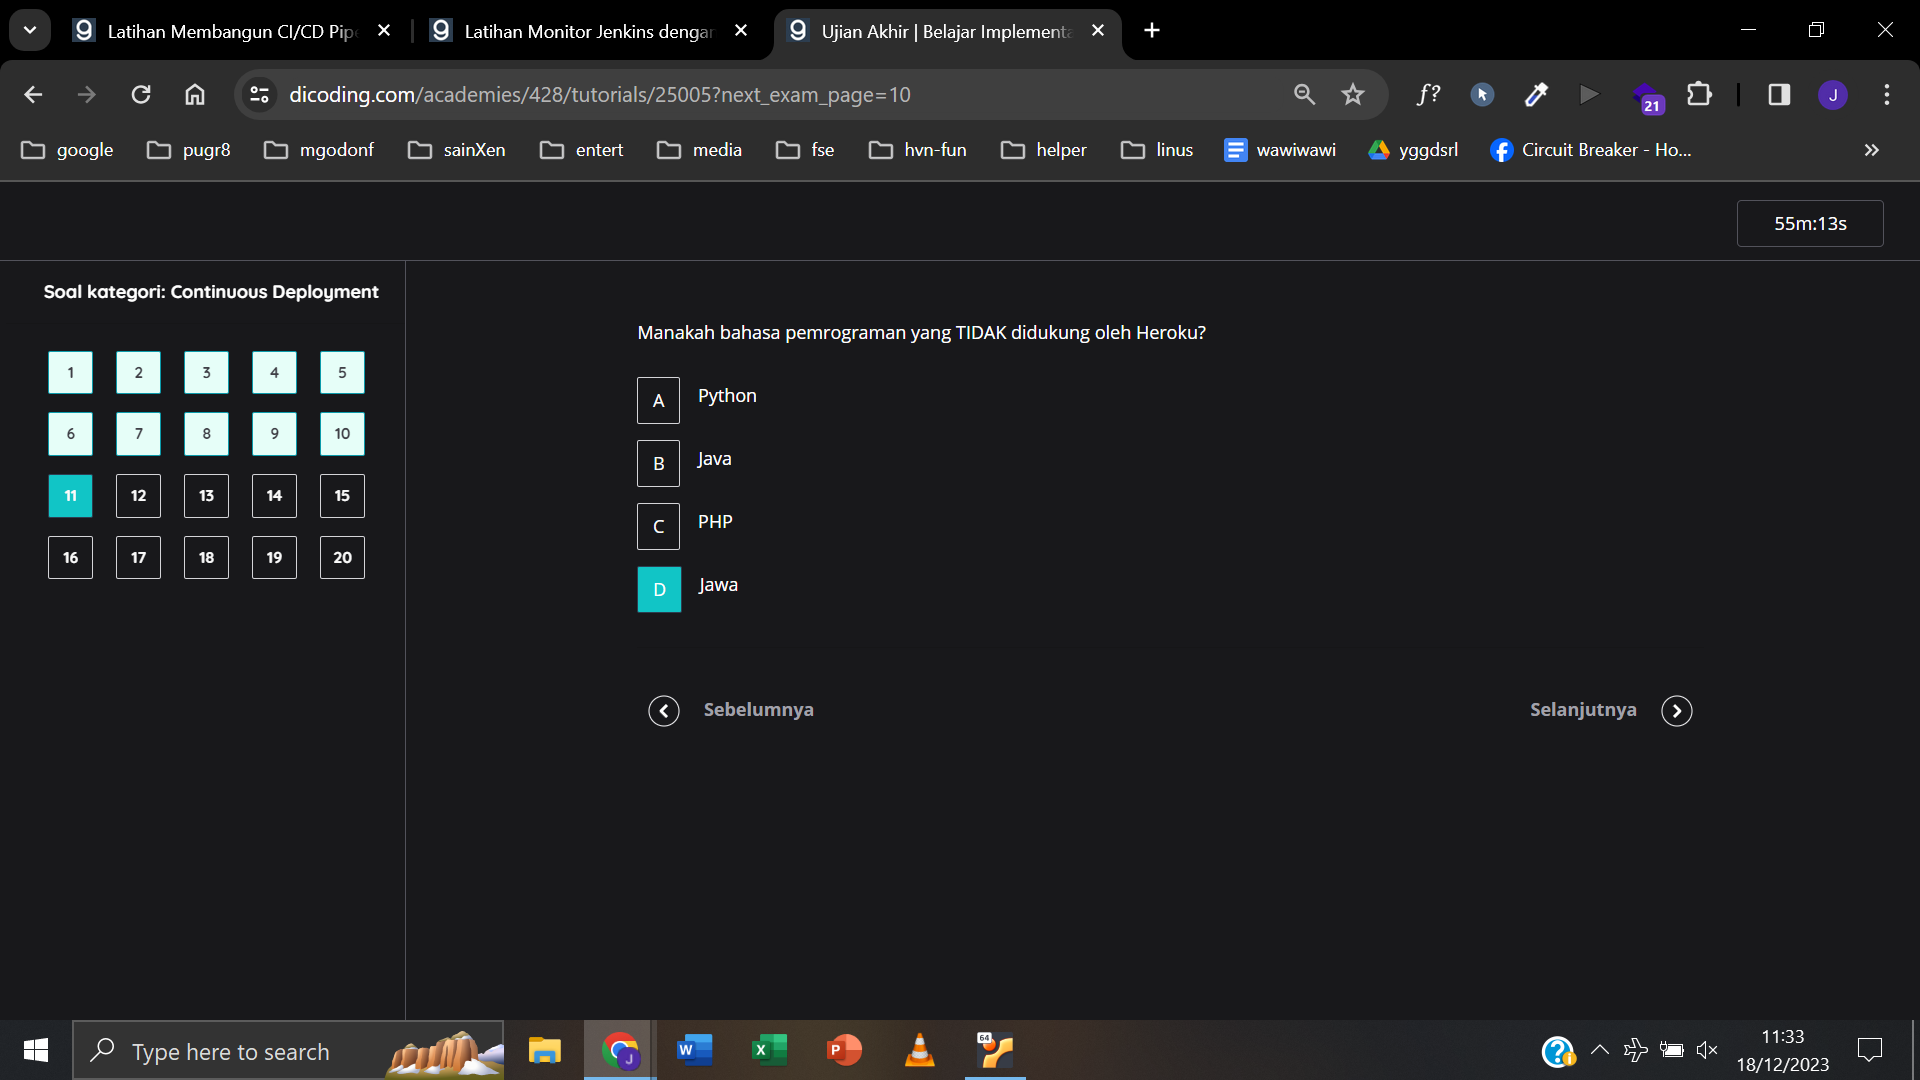 Latihan Membangun CI/CD Pip
Latihan Monitor Jenkins dengar
Ujian Akhir | Belajar Implementa
dicoding.com/academies/428/tutorials/25005?next_exam_page=10
f?
21
J
google
pugr8
mgodonf
sainXen
entert
media
fse
hvn-fun
helper
linus
wawiwawi
yggdsrl
Circuit Breaker - Ho...
55m:13s
Soal kategori: Continuous Deployment
1 2 3 4 5
6 7 8 9 10
11 12 13 14 15
16 17 18 19 20
Manakah bahasa pemrograman yang TIDAK didukung oleh Heroku?
A Python
B Java
C PHP
D Jawa
Sebelumnya
Selanjutnya
Type here to search
11:33
18/12/2023